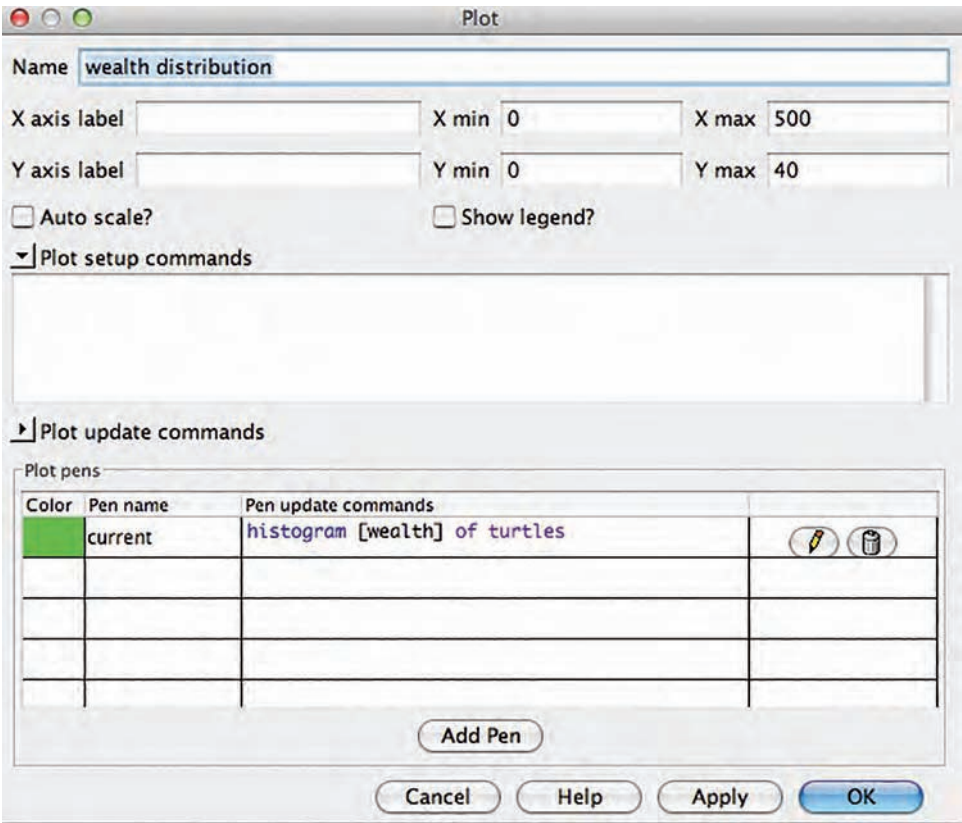 Plot
Name wealth distribution
X axis label X min 0 X max 500
Y axis label Y min 0 Y max 40
Auto scale? Show legend?
Plot setup commands
Plot update commands
Plot pens
Color Pen name Pen update commands
current histogram [wealth] of turtles
Add Pen
Cancel Help Apply OK